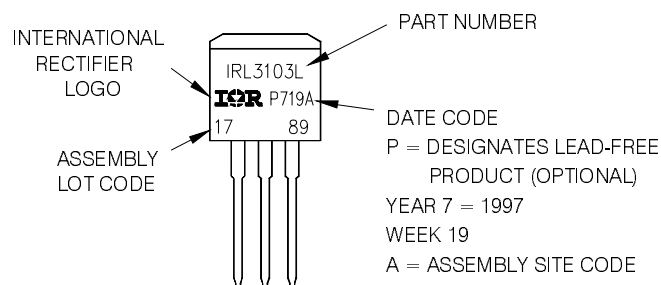 INTERNATIONAL
RECTIFIER
LOGO
ASSEMBLY
LOT CODE
IRL3103L
IOR P719A
17 89
PART NUMBER
DATE CODE
P = DESIGNATES LEAD-FREE
PRODUCT (OPTIONAL)
YEAR 7 = 1997
WEEK 19
A = ASSEMBLY SITE CODE